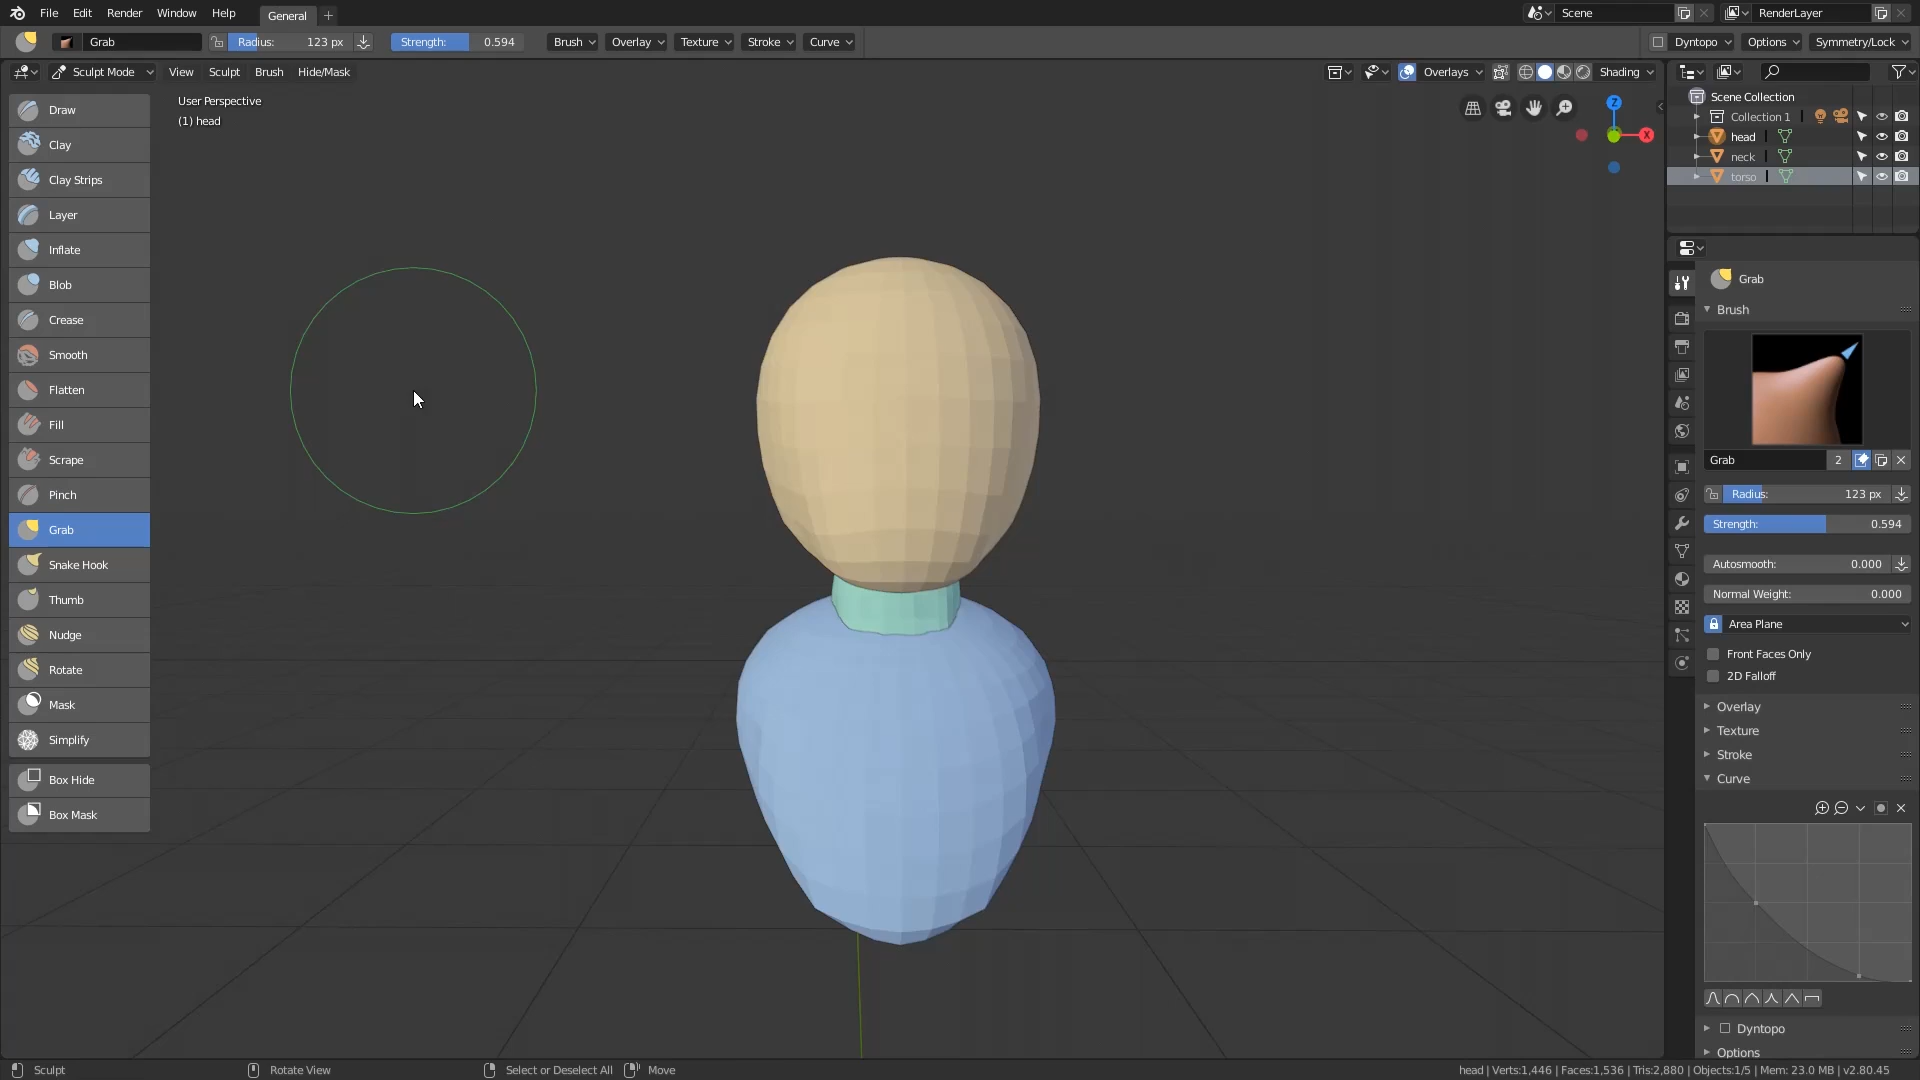 File Edit Render Window Help General + Scene RenderLayer
Grab Radius: 123 px Strength: 0.594 Brush Overlay Texture Stroke Curve Dyntopo Options Symmetry/Lock
Sculpt Mode View Sculpt Brush Hide/Mask Overlays Shading
User Perspective
(1) head
Z
X
Draw
Clay
Clay Strips
Layer
Inflate
Blob
Crease
Smooth
Flatten
Fill
Scrape
Pinch
Grab
Snake Hook
Thumb
Nudge
Rotate
Mask
Simplify
Box Hide
Box Mask
Scene Collection
Collection 1
head
neck
torso
Grab
Brush
Grab 2
Radius: 123 px
Strength: 0.594
Autosmooth: 0.000
Normal Weight: 0.000
Area Plane
Front Faces Only
2D Falloff
Overlay
Texture
Stroke
Curve
Dyntopo
Options
Sculpt Rotate View Select or Deselect All Move head | Verts:1,446 | Faces:1,536 | Tris:2,880 | Objects:1/5 | Mem: 23.0 MB | v2.80.45